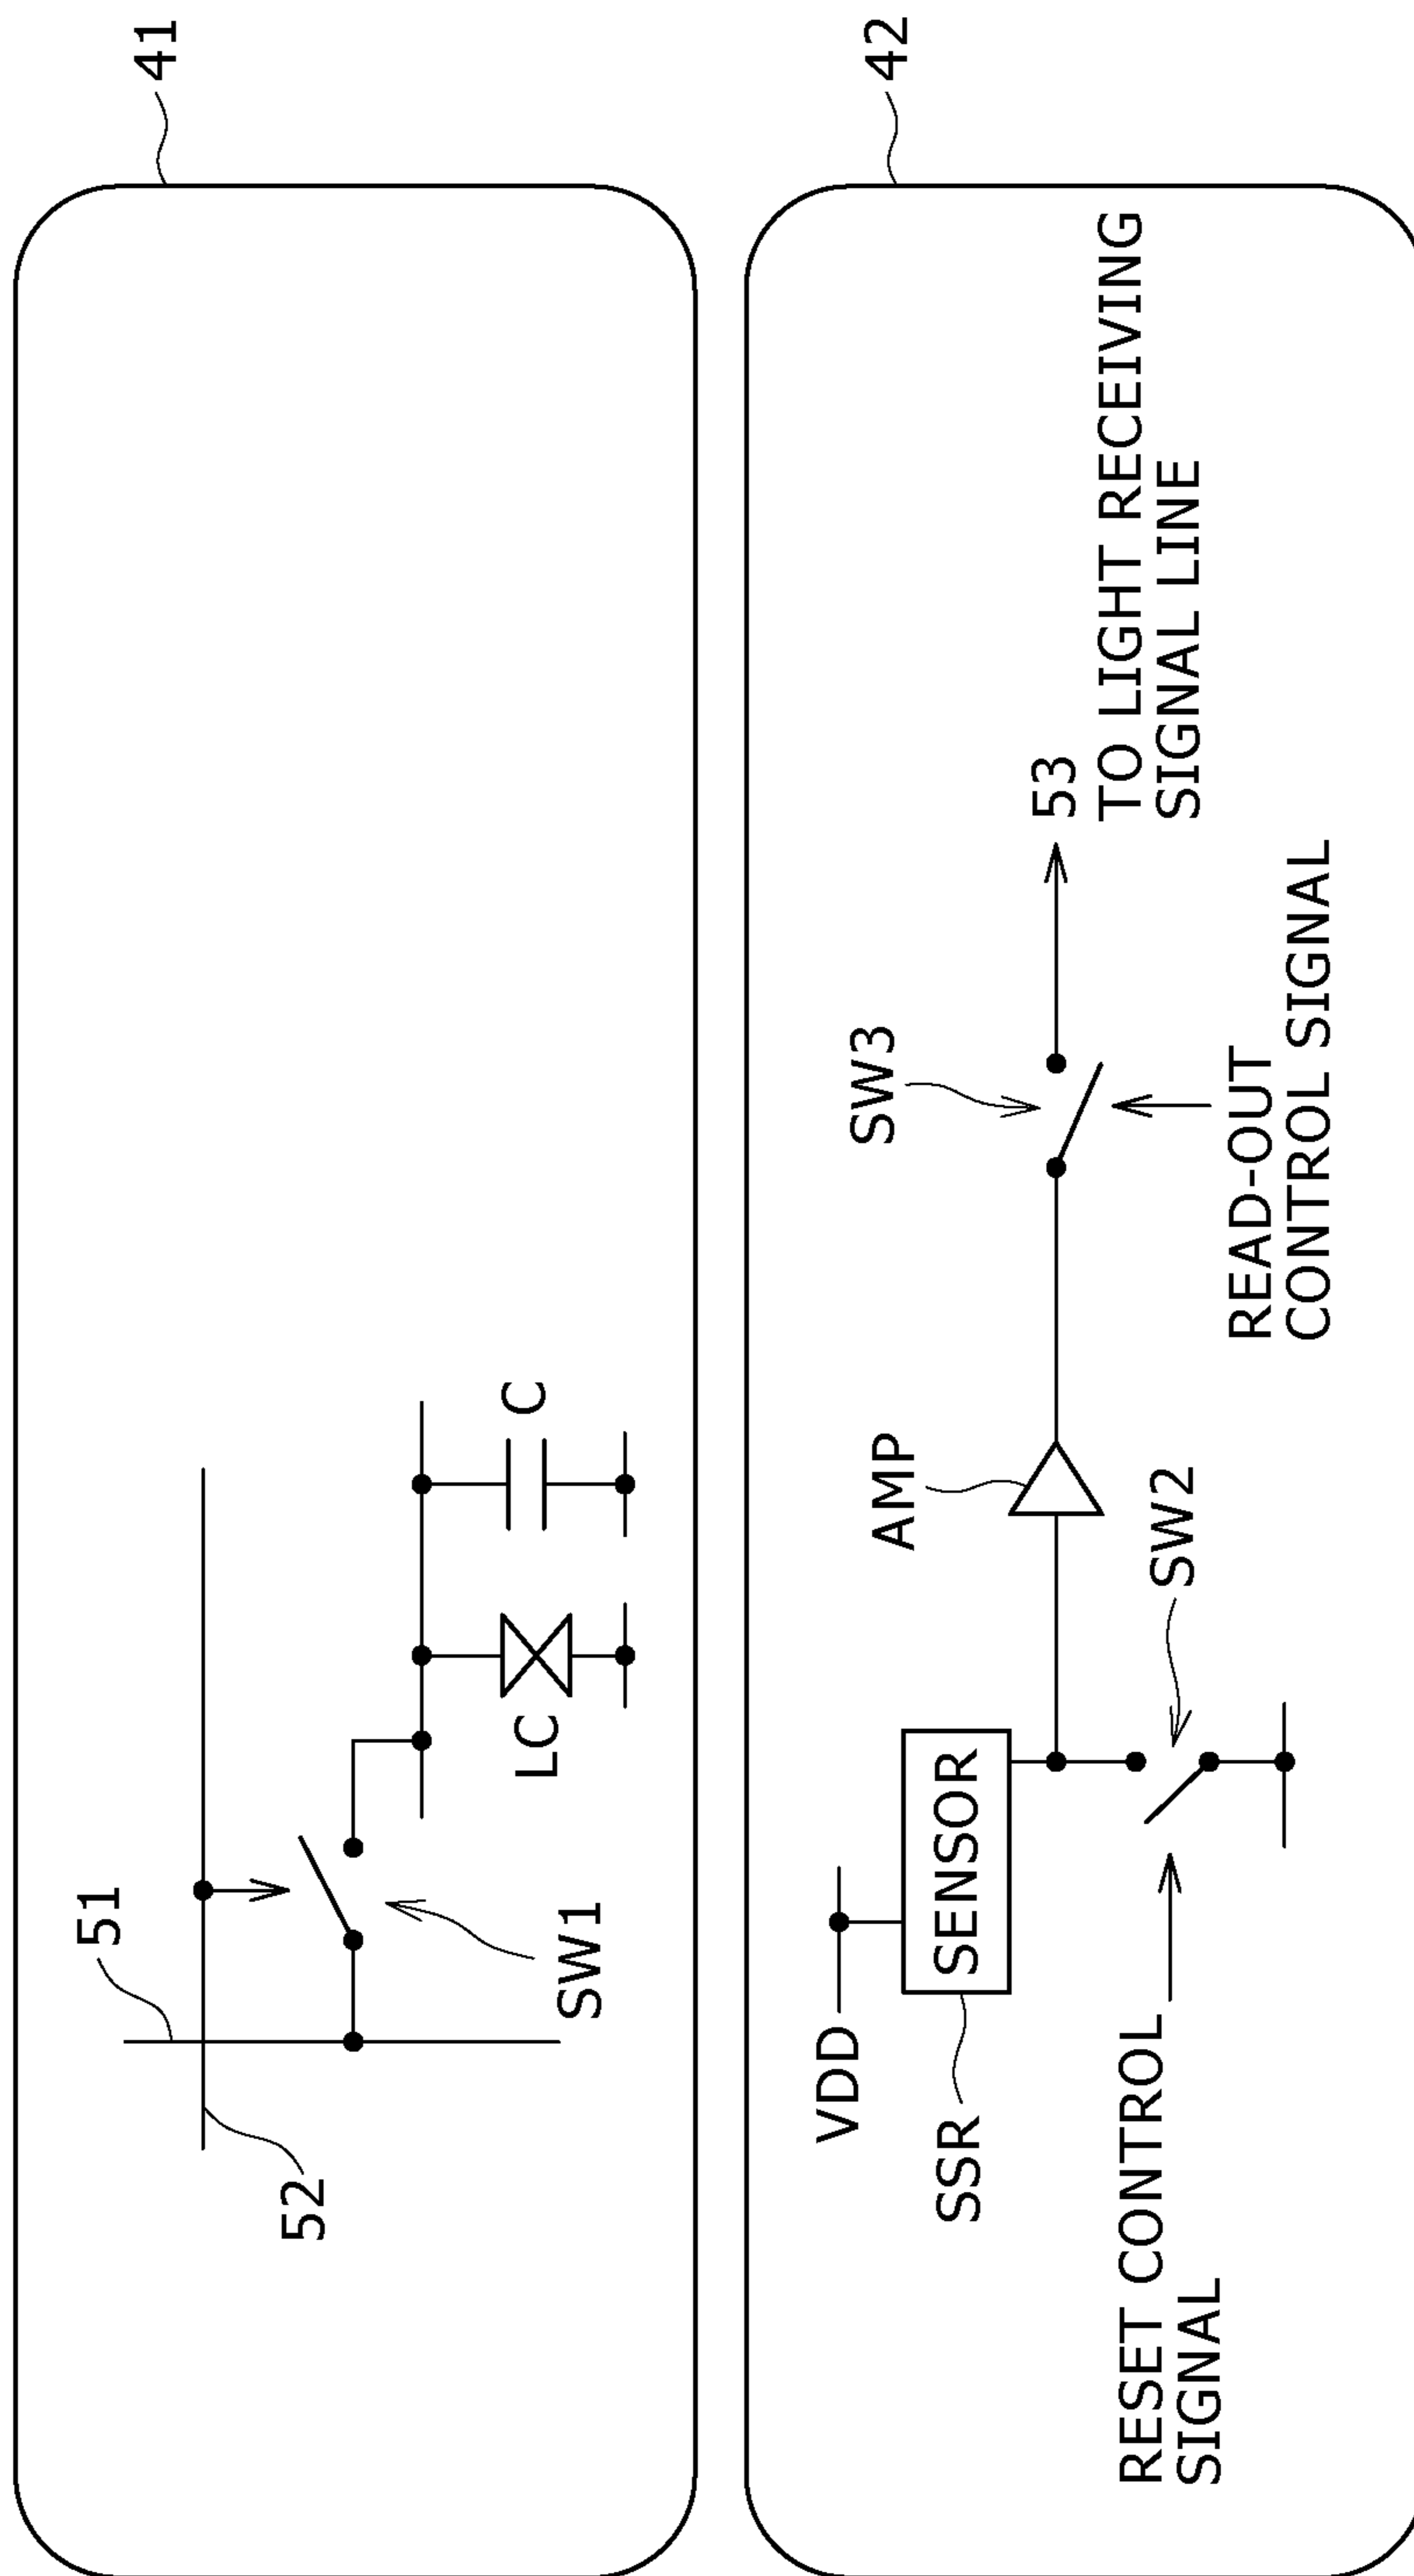 41
51
52
SW1
LC
C
42
VDD
SENSOR
SSR
AMP
SW3
53
TO LIGHT RECEIVING
SIGNAL LINE
SW2
RESET CONTROL
SIGNAL
READ-OUT
CONTROL SIGNAL